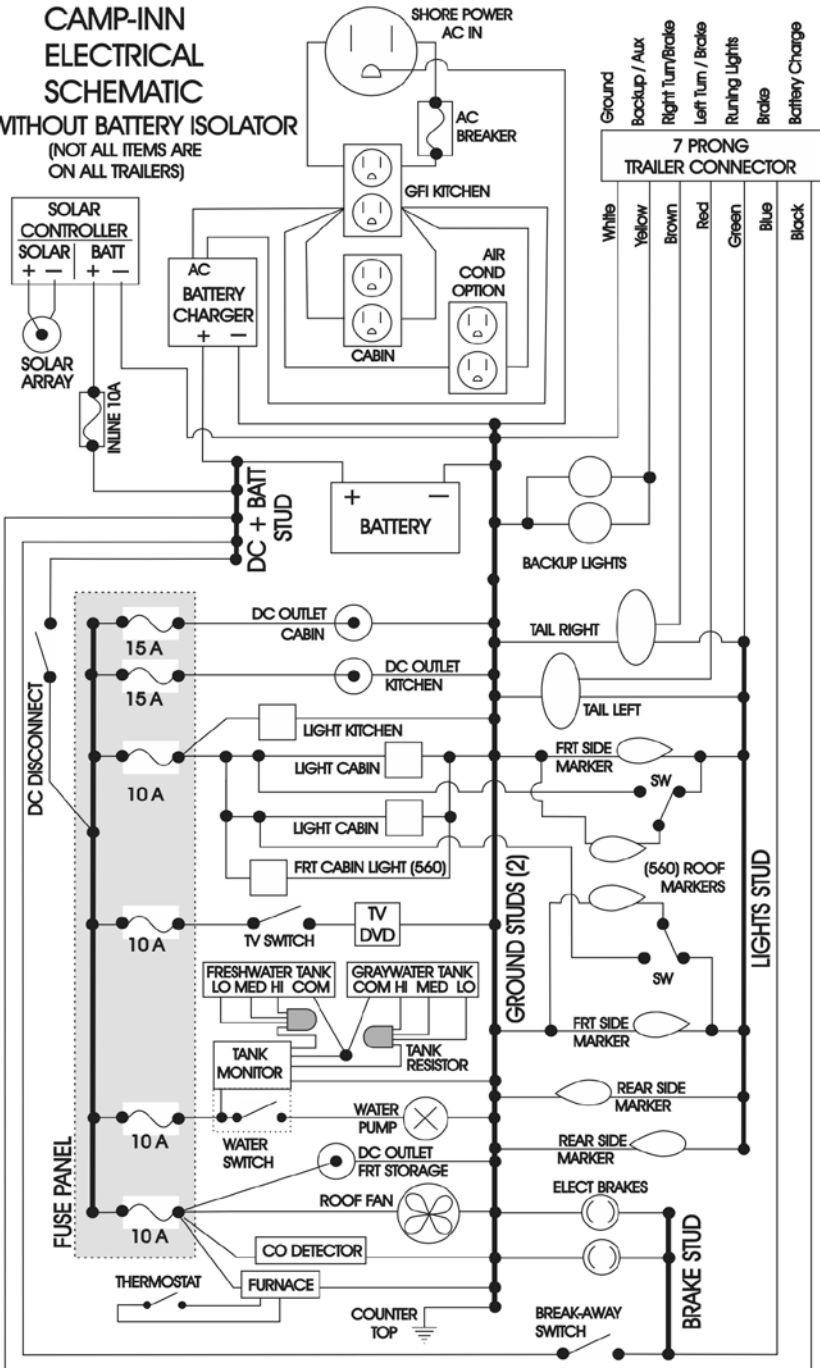 CAMP-INN
ELECTRICAL
SCHEMATIC
WITHOUT BATTERY ISOLATOR
(NOT ALL ITEMS ARE
ON ALL TRAILERS)
SHORE POWER
AC IN
AC
BREAKER
GFI KITCHEN
Ground
Backup / Aux
Right Turn/Brake
Left Turn / Brake
Runing Lights
Brake
Battery Charge
7 PRONG
TRAILER CONNECTOR
White
Yellow
Brown
Red
Green
Blue
Black
SOLAR
CONTROLLER
SOLAR BATT
+ − + −
SOLAR
ARRAY
INLINE 10A
AC
BATTERY
CHARGER
+ −
CABIN
AIR
COND
OPTION
DC + BATT
STUD
+ −
BATTERY
BACKUP LIGHTS
DC DISCONNECT
FUSE PANEL
15 A
DC OUTLET
CABIN
15 A
DC OUTLET
KITCHEN
10 A
LIGHT KITCHEN
LIGHT CABIN
LIGHT CABIN
FRT CABIN LIGHT (560)
10 A
TV SWITCH
TV
DVD
FRESHWATER TANK
LO MED HI COM
GRAYWATER TANK
COM HI MED LO
TANK
MONITOR
TANK
RESISTOR
10 A
WATER
SWITCH
WATER
PUMP
DC OUTLET
FRT STORAGE
10 A
ROOF FAN
CO DETECTOR
THERMOSTAT
FURNACE
COUNTER
TOP
GROUND STUDS (2)
TAIL RIGHT
TAIL LEFT
FRT SIDE
MARKER
SW
(560) ROOF
MARKERS
SW
FRT SIDE
MARKER
REAR SIDE
MARKER
REAR SIDE
MARKER
LIGHTS STUD
ELECT BRAKES
BRAKE STUD
BREAK-AWAY
SWITCH